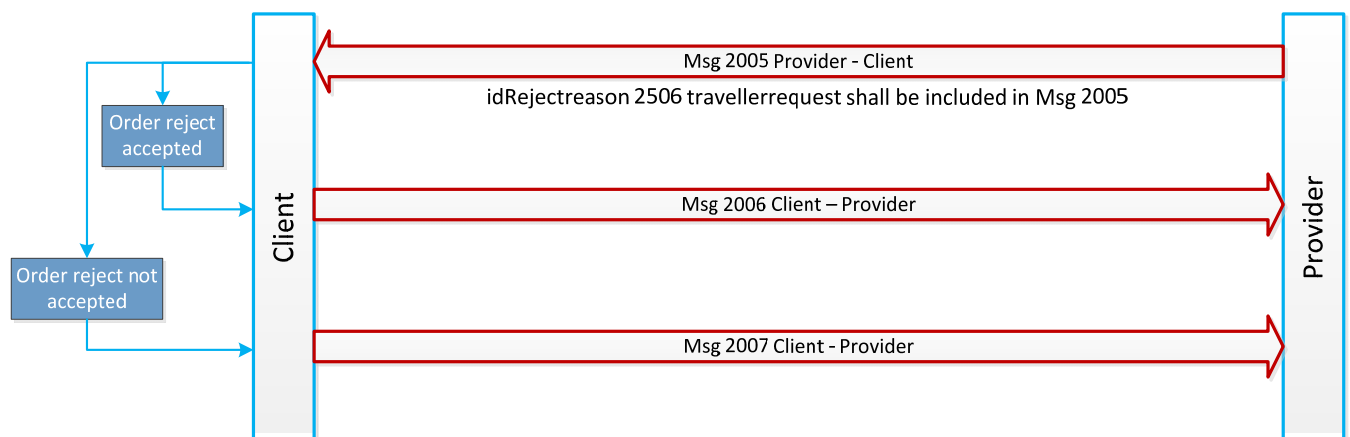 Msg 2005 Provider - Client
idRejectreason 2506 travellerrequest shall be included in Msg 2005
Order reject
accepted
Msg 2006 Client – Provider
Client
Provider
Order reject not
accepted
Msg 2007 Client - Provider